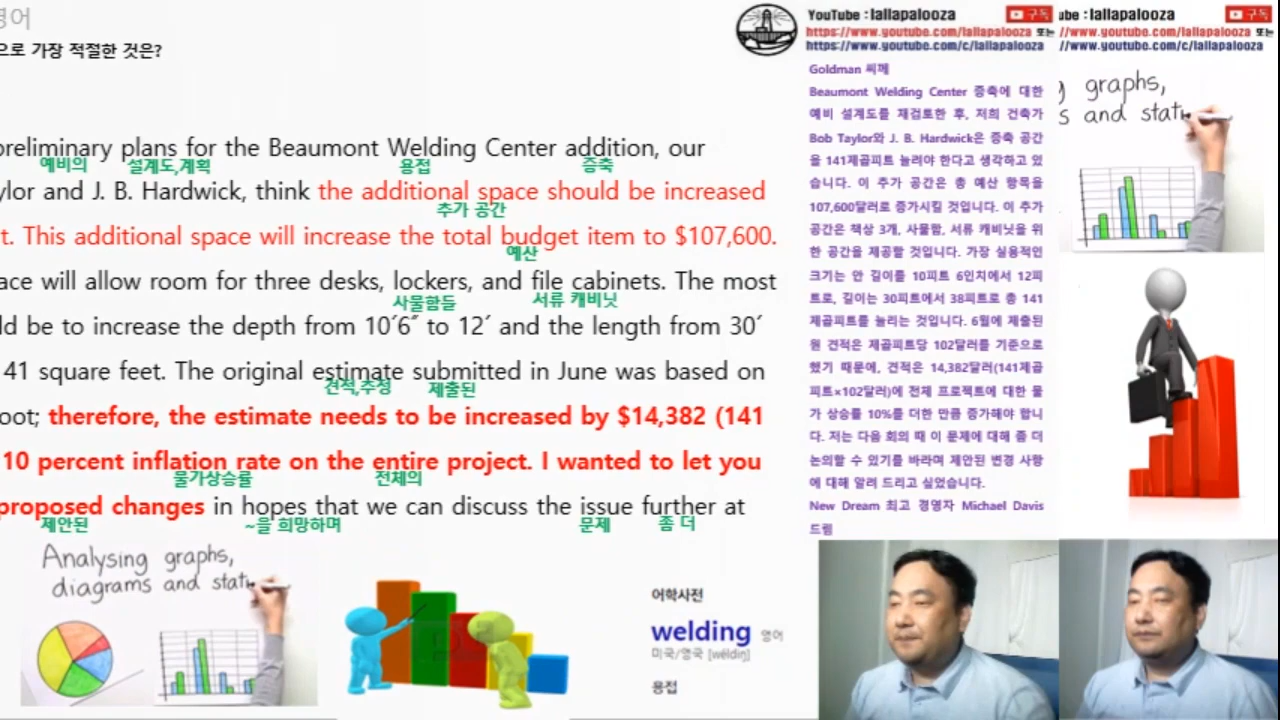 영어
으로 가장 적절한 것은?
preliminary plans for the Beaumont Welding Center addition, our
예비의 설계도,계획 용접 증축
ylor and J. B. Hardwick, think the additional space should be increased
추가 공간
t. This additional space will increase the total budget item to $107,600.
예산
ace will allow room for three desks, lockers, and file cabinets. The most
사물함들 서류 캐비닛
ld be to increase the depth from 10′6″ to 12′ and the length from 30′
41 square feet. The original estimate submitted in June was based on
견적,추정 제출된
oot; therefore, the estimate needs to be increased by $14,382 (141
10 percent inflation rate on the entire project. I wanted to let you
물가상승률 전체의
proposed changes in hopes that we can discuss the issue further at
제안된 ~을 희망하며 문제 좀 더
Analysing graphs,
diagrams and stati
어학사전
welding 영어
미국/영국 [wéldiŋ]
용접
YouTube : lallapalooza 구독
https://www.youtube.com/lallapalooza 또는
https://www.youtube.com/c/lallapalooza
Goldman 씨께
Beaumont Welding Center 증축에 대한
예비 설계도를 재검토한 후, 저희 건축가
Bob Taylor와 J. B. Hardwick은 증축 공간
을 141제곱피트 늘려야 한다고 생각하고 있
습니다. 이 추가 공간은 총 예산 항목을
107,600달러로 증가시킬 것입니다. 이 추가
공간은 책상 3개, 사물함, 서류 캐비닛을 위
한 공간을 제공할 것입니다. 가장 실용적인
크기는 안 길이를 10피트 6인치에서 12피
트로, 길이는 30피트에서 38피트로 총 141
제곱피트를 늘리는 것입니다. 6월에 제출된
원 견적은 제곱피트당 102달러를 기준으로
했기 때문에, 견적은 14,382달러(141제곱
피트×102달러)에 전체 프로젝트에 대한 물
가 상승률 10%를 더한 만큼 증가해야 합니
다. 저는 다음 회의 때 이 문제에 대해 좀 더
논의할 수 있기를 바라며 제안된 변경 사항
에 대해 알려 드리고 싶었습니다.
New Dream 최고 경영자 Michael Davis
드림
ube : lallapalooza 구독
//www.youtube.com/lallapalooza 또는
//www.youtube.com/c/lallapalooza
graphs,
s and stati